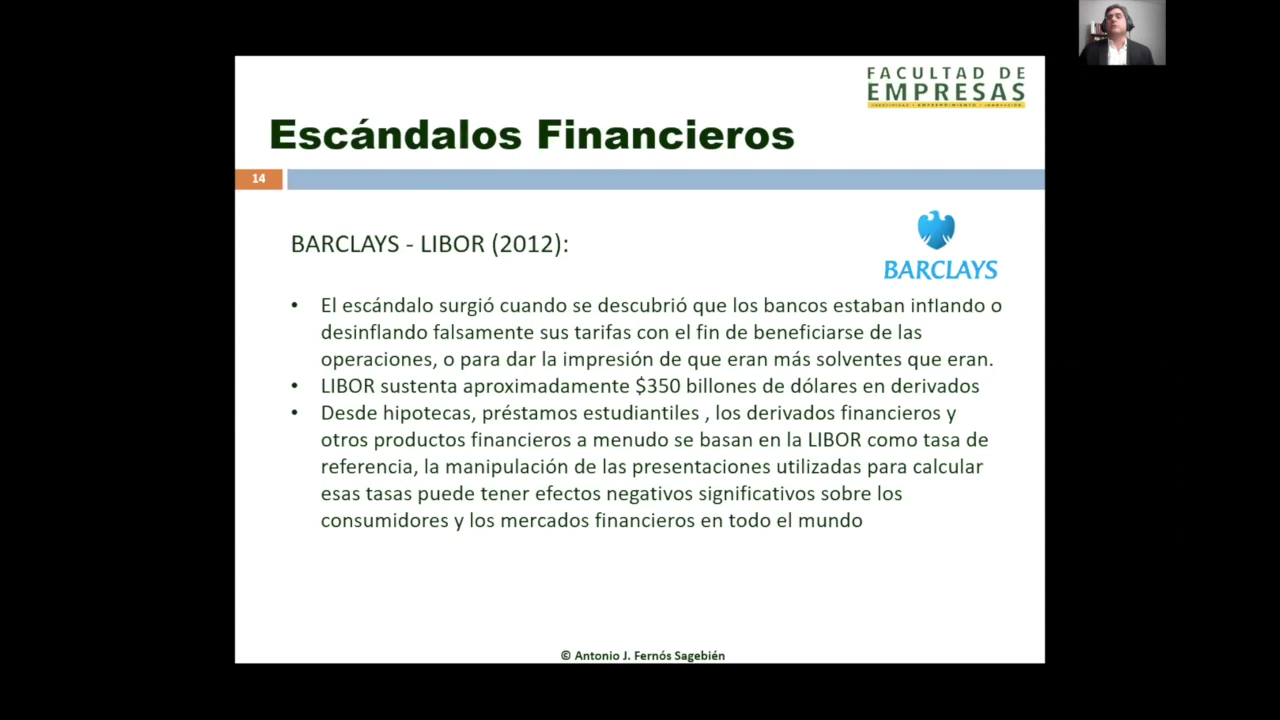 FACULTAD DE
EMPRESAS
Escándalos Financieros
14
BARCLAYS - LIBOR (2012):
BARCLAYS
• El escándalo surgió cuando se descubrió que los bancos estaban inflando o
desinflando falsamente sus tarifas con el fin de beneficiarse de las
operaciones, o para dar la impresión de que eran más solventes que eran.
• LIBOR sustenta aproximadamente $350 billones de dólares en derivados
• Desde hipotecas, préstamos estudiantiles , los derivados financieros y
otros productos financieros a menudo se basan en la LIBOR como tasa de
referencia, la manipulación de las presentaciones utilizadas para calcular
esas tasas puede tener efectos negativos significativos sobre los
consumidores y los mercados financieros en todo el mundo
© Antonio J. Fernós Sagebién